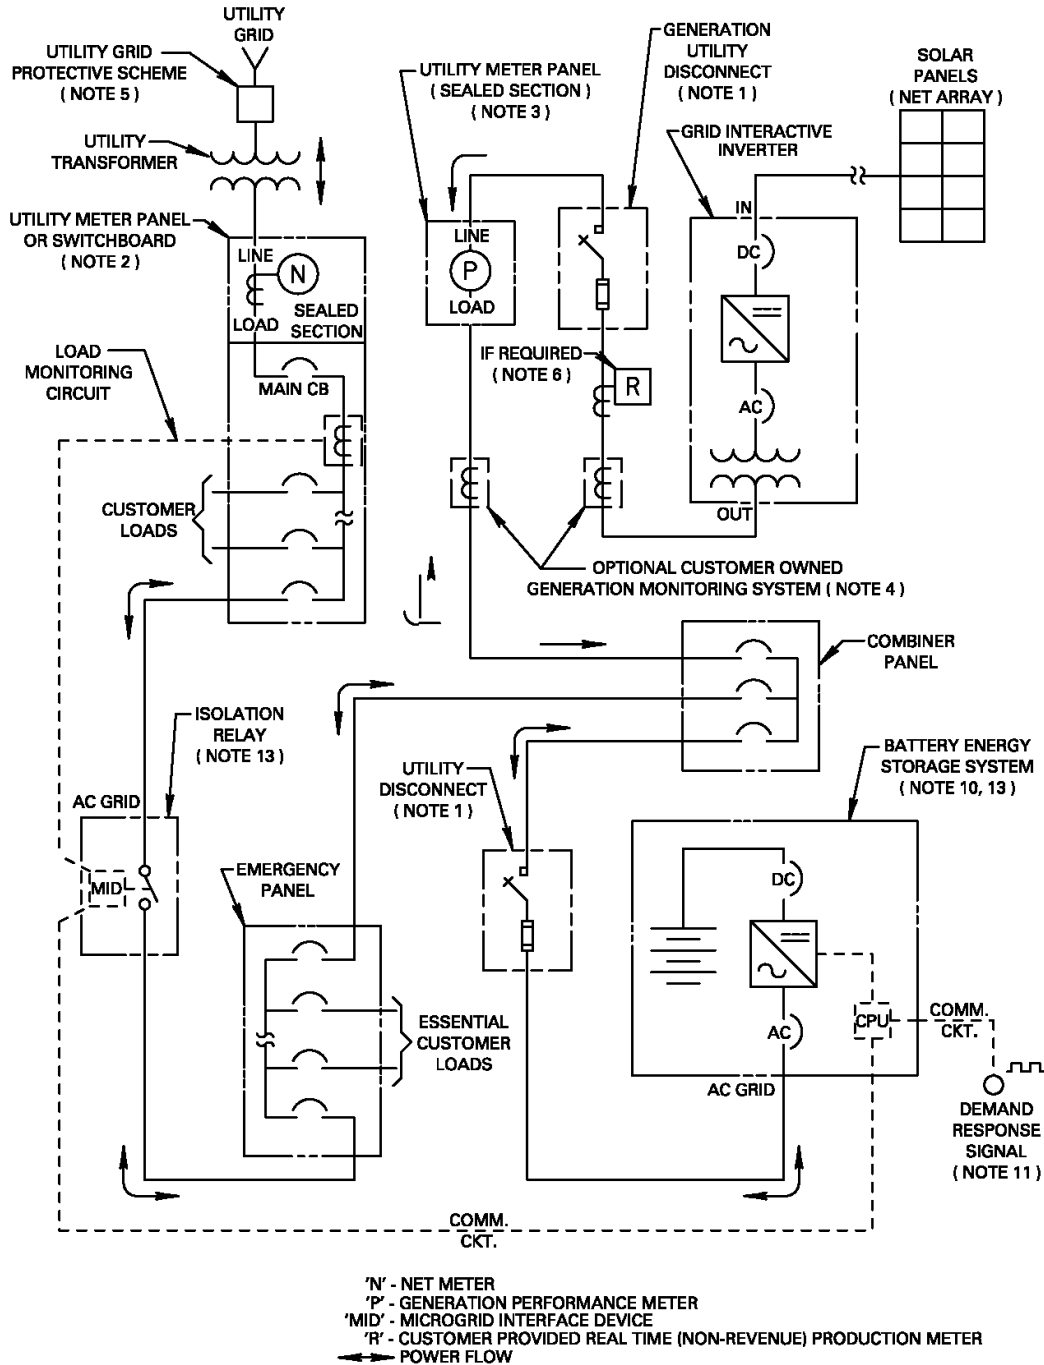 UTILITY
GRID
UTILITY GRID
PROTECTIVE SCHEME
( NOTE 5 )
UTILITY
TRANSFORMER
UTILITY METER PANEL
OR SWITCHBOARD
( NOTE 2 )
LINE
N
LOAD
SEALED
SECTION
MAIN CB
LOAD
MONITORING
CIRCUIT
CUSTOMER
LOADS
UTILITY METER PANEL
( SEALED SECTION )
( NOTE 3 )
LINE
P
LOAD
GENERATION
UTILITY
DISCONNECT
( NOTE 1 )
IF REQUIRED
( NOTE 6 )
R
GRID INTERACTIVE
INVERTER
IN
DC
AC
OUT
SOLAR
PANELS
( NET ARRAY )
OPTIONAL CUSTOMER OWNED
GENERATION MONITORING SYSTEM ( NOTE 4 )
COMBINER
PANEL
ISOLATION
RELAY
( NOTE 13 )
AC GRID
MID
EMERGENCY
PANEL
ESSENTIAL
CUSTOMER
LOADS
UTILITY
DISCONNECT
( NOTE 1 )
BATTERY ENERGY
STORAGE SYSTEM
( NOTE 10, 13 )
DC
AC
CPU
AC GRID
COMM.
CKT.
DEMAND
RESPONSE
SIGNAL
( NOTE 11 )
COMM.
CKT.
'N' - NET METER
'P' - GENERATION PERFORMANCE METER
'MID' - MICROGRID INTERFACE DEVICE
'R' - CUSTOMER PROVIDED REAL TIME (NON-REVENUE) PRODUCTION METER
POWER FLOW